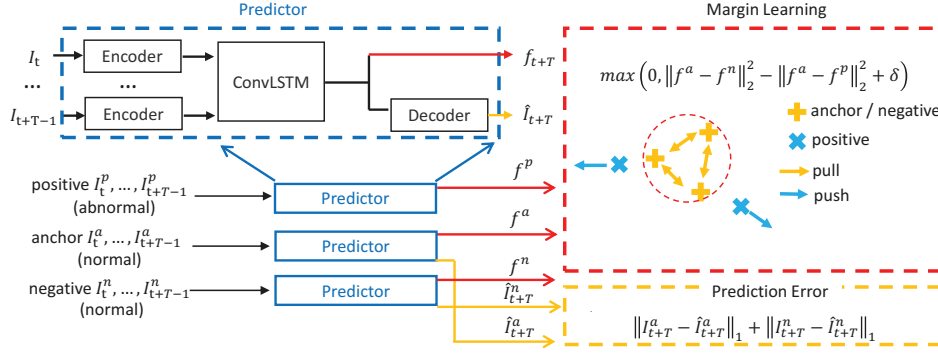 Predictor
I_t
...
I_{t+T−1}
Encoder
...
Encoder
ConvLSTM
Decoder
f_{t+T}
Î_{t+T}
positive I_t^p, ..., I_{t+T−1}^p
(abnormal)
Predictor
f^p
anchor I_t^a, ..., I_{t+T−1}^a
(normal)
Predictor
f^a
negative I_t^n, ..., I_{t+T−1}^n
(normal)
Predictor
f^n
Î_{t+T}^n
Î_{t+T}^a
Margin Learning
max(0, ‖f^a − f^n‖_2^2 − ‖f^a − f^p‖_2^2 + δ)
anchor / negative
positive
pull
push
Prediction Error
‖I_{t+T}^a − Î_{t+T}^a‖_1 + ‖I_{t+T}^n − Î_{t+T}^n‖_1